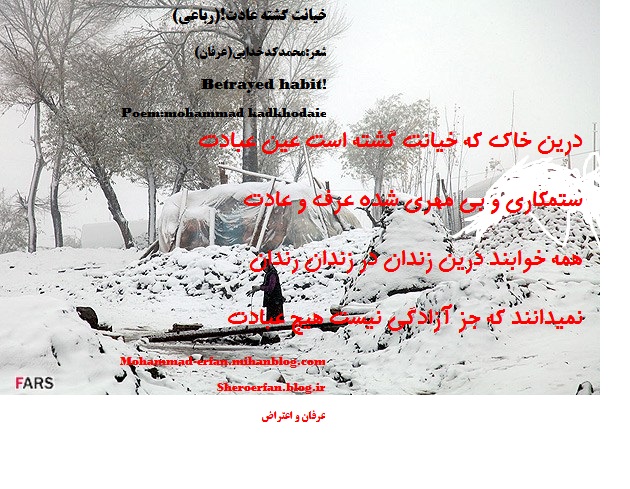 خیانت گشته عادت!(رباعی)
شعر:محمدکدخدایی(عرفان)
Betrayed habit!
Poem:mohammad kadkhodaie
درین خاک که خیانت گشته است عین عبادت
ستمکاری و بی مهری شده عرف و عادت
همه خوابند درین زندان در زندان رندان
نمیدانند که جز آزادگی نیست هیچ عبادت
Mohammad-erfan.mihanblog.com
Sheroerfan.blog.ir
FARS
عرفان و اعتراض